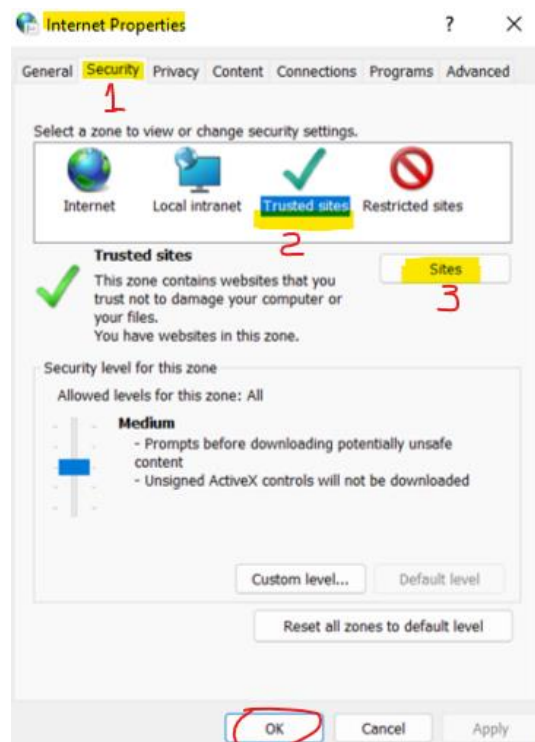 Internet Properties ?
General Security Privacy Content Connections Programs Advanced
1
Select a zone to view or change security settings.
Internet Local intranet Trusted sites Restricted sites
2
Trusted sites
Sites
3
This zone contains websites that you
trust not to damage your computer or
your files.
You have websites in this zone.
Security level for this zone
Allowed levels for this zone: All
Medium
- Prompts before downloading potentially unsafe
content
- Unsigned ActiveX controls will not be downloaded
Custom level... Default level
Reset all zones to default level
OK Cancel Apply